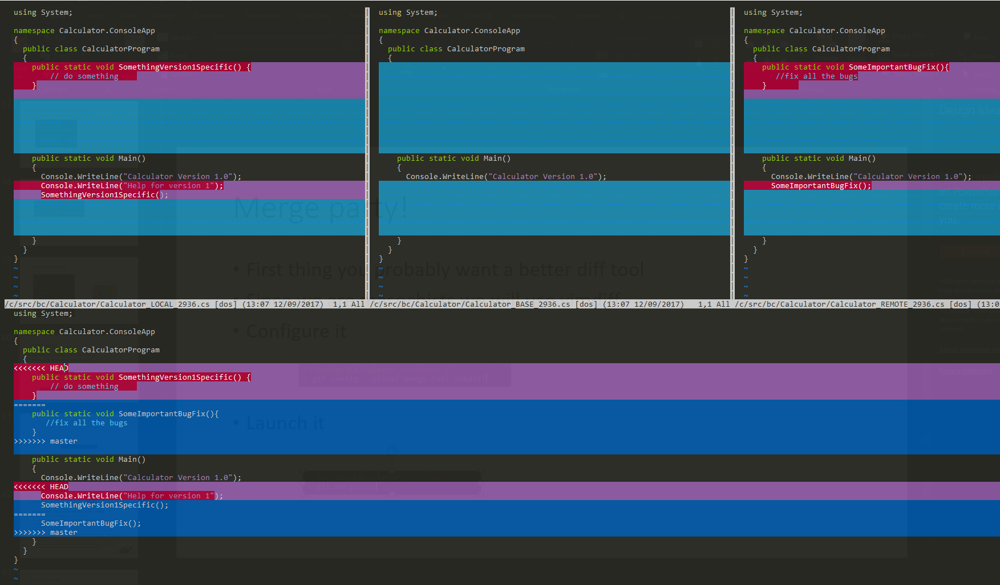 using System;
namespace Calculator.ConsoleApp
{
public class CalculatorProgram
{
public static void SomethingVersion1Specific() {
// do something
}
public static void Main()
{
Console.WriteLine("Calculator Version 1.0");
Console.WriteLine("Help for version 1");
SomethingVersion1Specific();
}
}
}
~
~
~
~
/c/src/bc/Calculator/Calculator_LOCAL_2936.cs [dos] (13:07 12/09/2017) 1,1 All
using System;
namespace Calculator.ConsoleApp
{
public class CalculatorProgram
{
public static void Main()
{
Console.WriteLine("Calculator Version 1.0");
}
}
}
~
~
~
~
/c/src/bc/Calculator/Calculator_BASE_2936.cs [dos] (13:07 12/09/2017) 1,1 All
using System;
namespace Calculator.ConsoleApp
{
public class CalculatorProgram
{
public static void SomeImportantBugFix(){
//fix all the bugs
}
public static void Main()
{
Console.WriteLine("Calculator Version 1.0");
SomeImportantBugFix();
}
}
}
~
~
~
~
/c/src/bc/Calculator/Calculator_REMOTE_2936.cs [dos] (13:0
using System;
namespace Calculator.ConsoleApp
{
public class CalculatorProgram
{
<<<<<<< HEAD
public static void SomethingVersion1Specific() {
// do something
}
=======
public static void SomeImportantBugFix(){
//fix all the bugs
}
>>>>>>> master
public static void Main()
{
Console.WriteLine("Calculator Version 1.0");
<<<<<<< HEAD
Console.WriteLine("Help for version 1");
SomethingVersion1Specific();
=======
SomeImportantBugFix();
>>>>>>> master
}
}
}
~
~
Merge party!
• First thing you probably want a better diff tool
• Configure it
• Launch it
Design Idea
create more
you